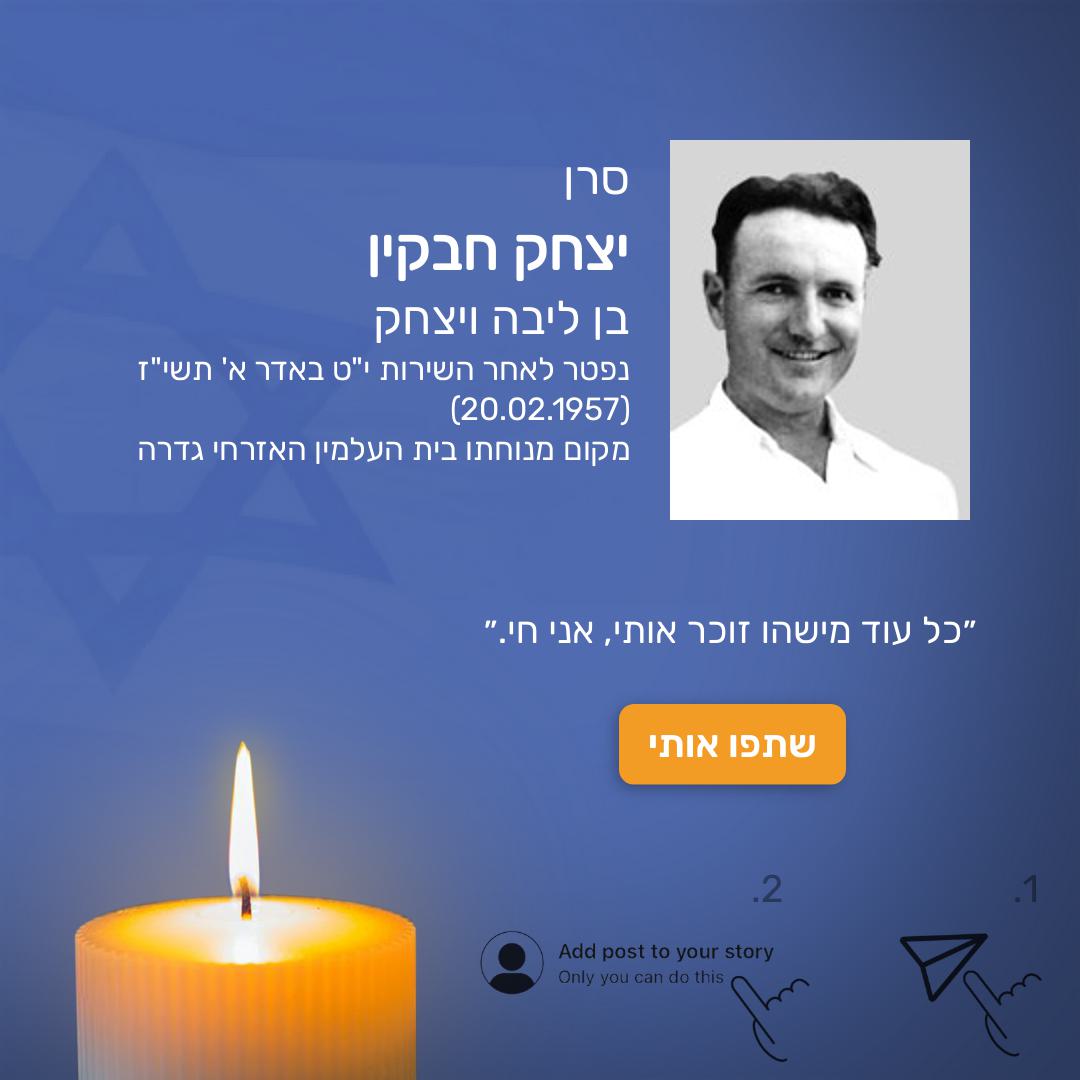 סרן
יצחק חבקין
בן ליבה ויצחק
נפטר לאחר השירות י"ט באדר א' תשי"ז
(20.02.1957)
מקום מנוחתו בית העלמין האזרחי גדרה
״כל עוד מישהו זוכר אותי, אני חי.״
שתפו אותי
1.
2.
Add post to your story
Only you can do this